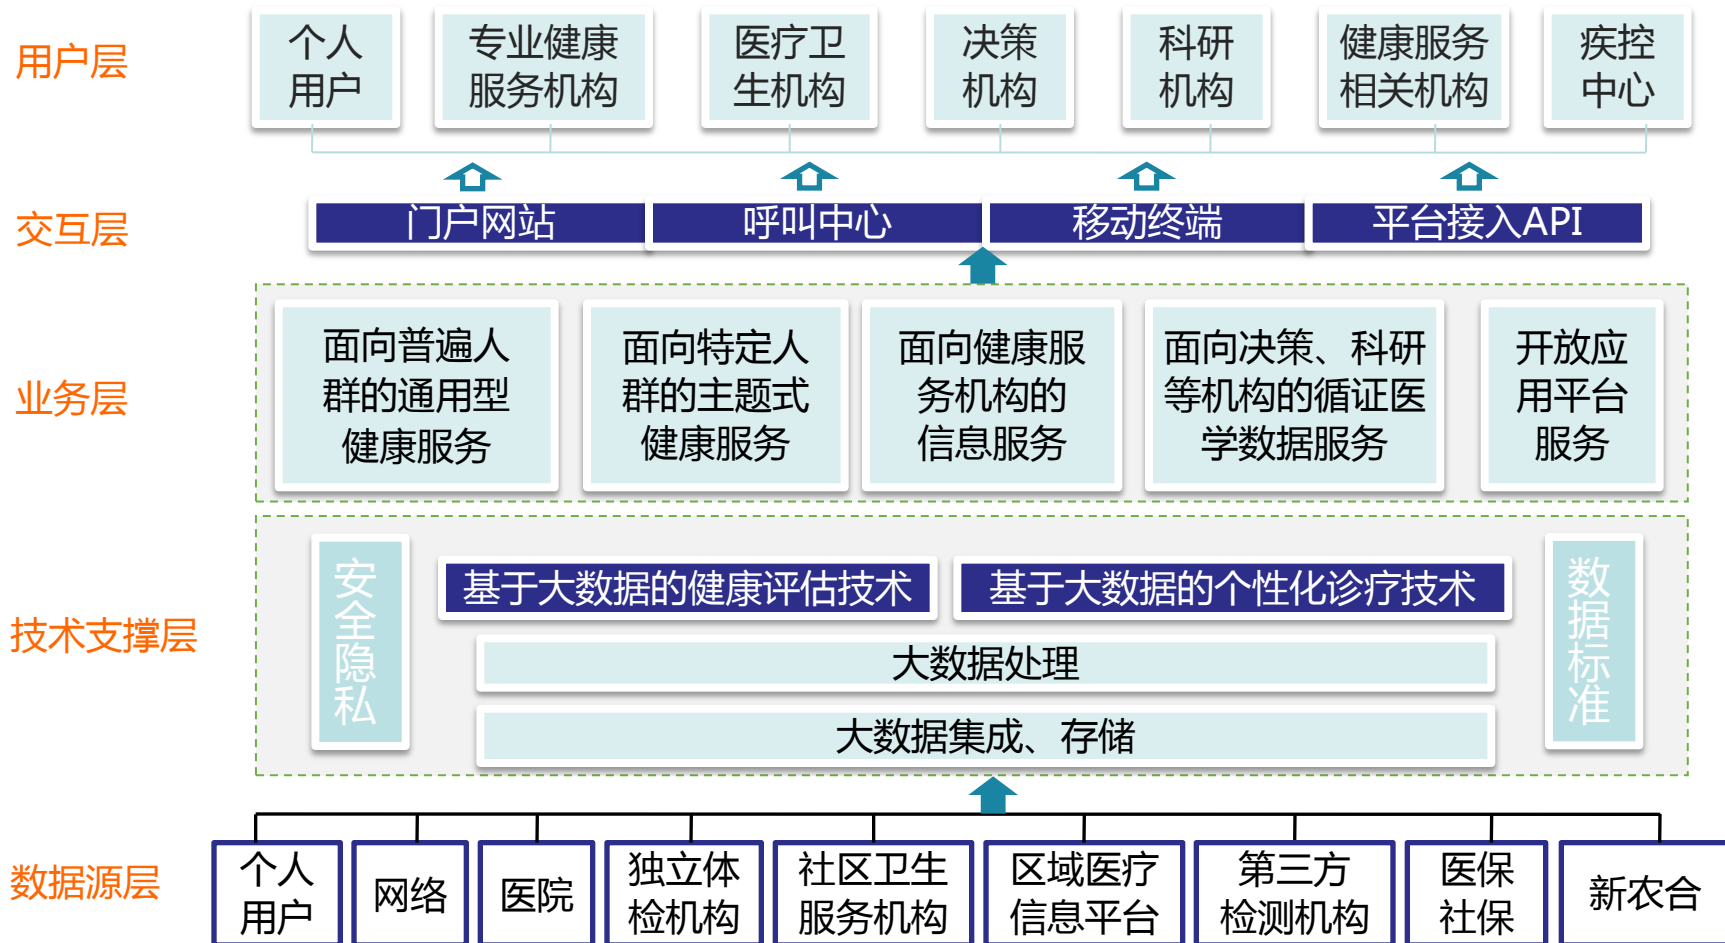 用户层
个人
用户
专业健康
服务机构
医疗卫
生机构
决策
机构
科研
机构
健康服务
相关机构
疾控
中心
交互层
门户网站
呼叫中心
移动终端
平台接入API
业务层
面向普遍人
群的通用型
健康服务
面向特定人
群的主题式
健康服务
面向健康服
务机构的
信息服务
面向决策、科研
等机构的循证医
学数据服务
开放应
用平台
服务
技术支撑层
安全隐私
基于大数据的健康评估技术
基于大数据的个性化诊疗技术
大数据处理
大数据集成、存储
数据标准
数据源层
个人
用户
网络
医院
独立体
检机构
社区卫生
服务机构
区域医疗
信息平台
第三方
检测机构
医保
社保
新农合